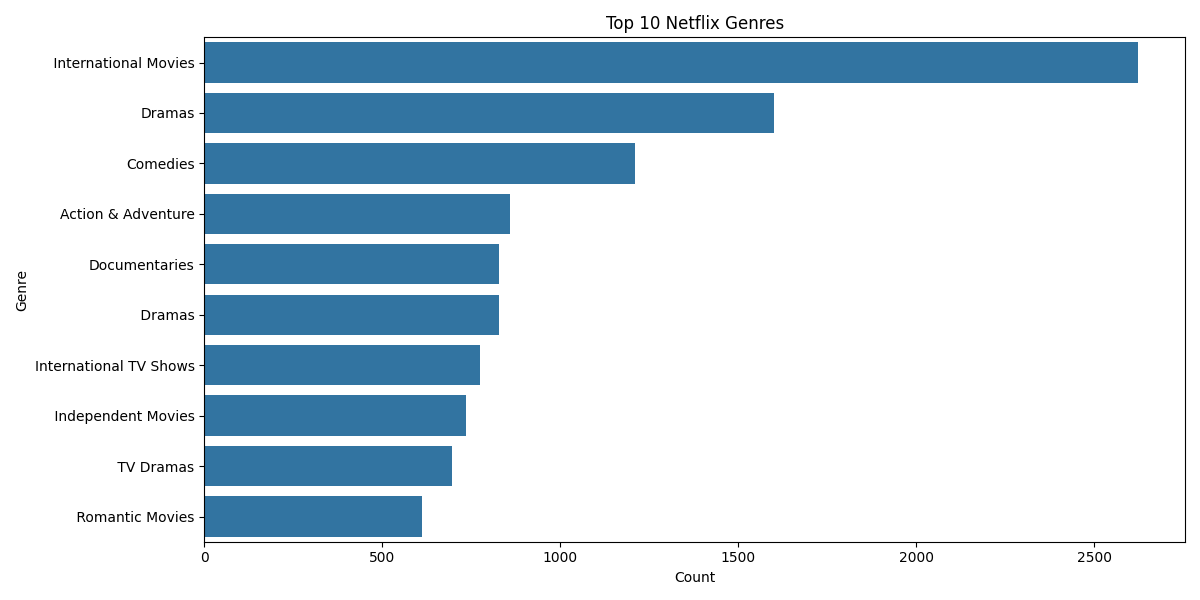 Top 10 Netflix Genres
Genre
International Movies
Dramas
Comedies
Action & Adventure
Documentaries
Dramas
International TV Shows
Independent Movies
TV Dramas
Romantic Movies
0 500 1000 1500 2000 2500
Count